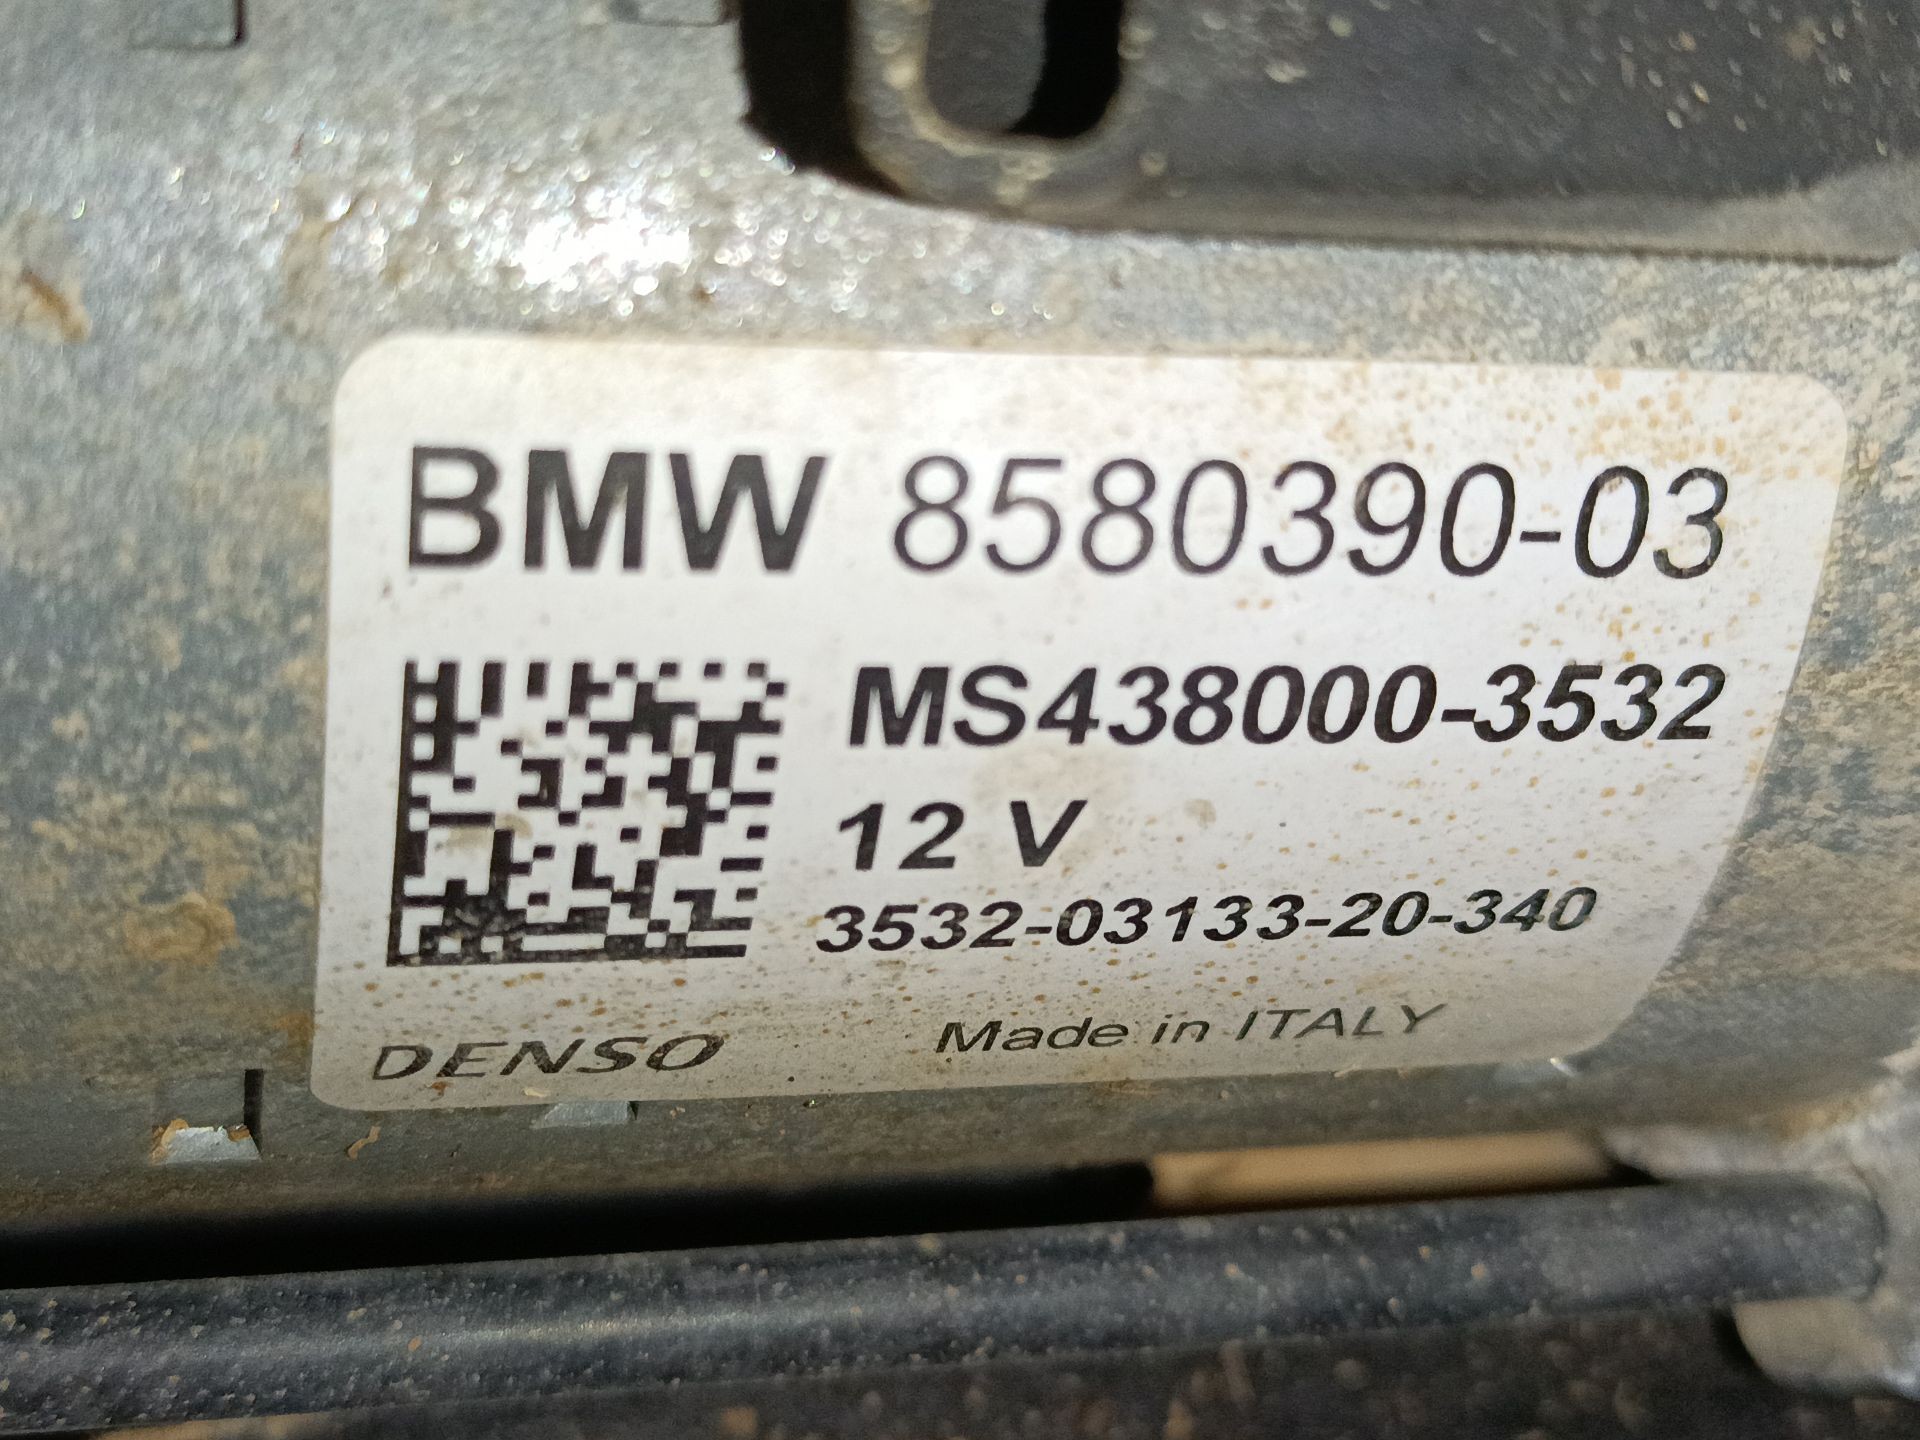 BMW 8580390-03
MS438000-3532
12 V
3532-03133-20-340
DENSO Made in ITALY